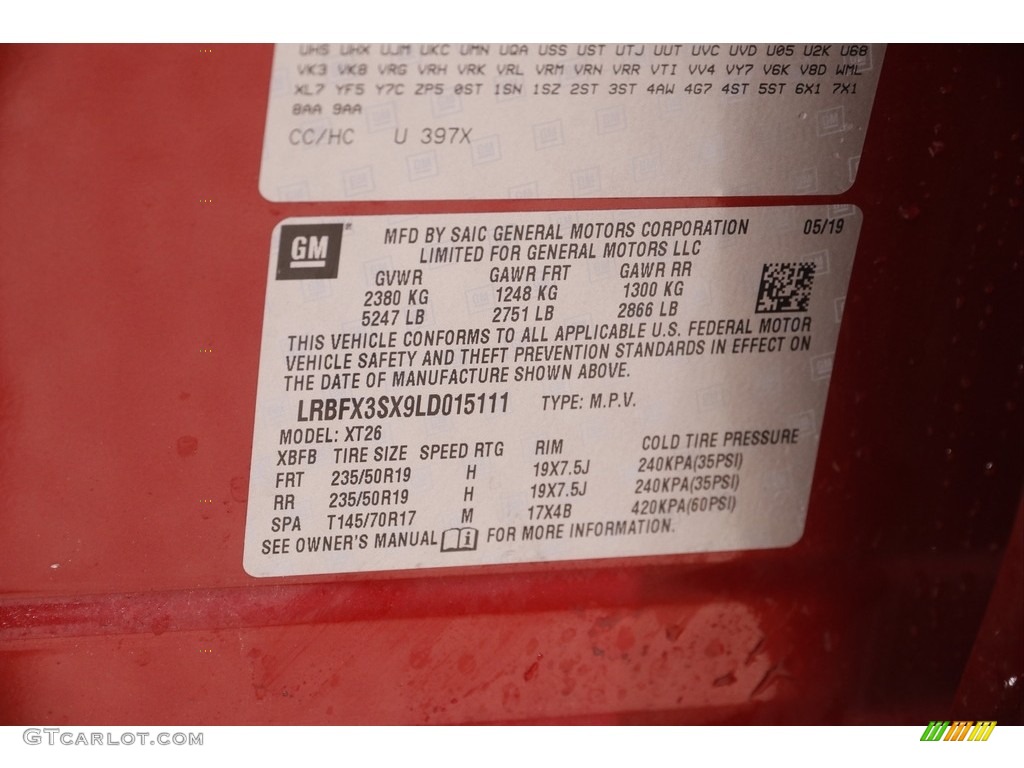 UHS UHX UJM UKC UMN UQA USS UST UTJ UUT UVC UVD U05 U2K U68
VK3 VK8 VRG VRH VRK VRL VRM VRN VRR VTI VV4 VY7 V6K V8D WML
XL7 YF5 Y7C ZP5 0ST 1SN 1SZ 2ST 3ST 4AW 4G7 4ST 5ST 6X1 7X1
8AA 9AA
CC/HC U 397X
GM
MFD BY SAIC GENERAL MOTORS CORPORATION 05/19
LIMITED FOR GENERAL MOTORS LLC
GVWR GAWR FRT GAWR RR
2380 KG 1248 KG 1300 KG
5247 LB 2751 LB 2866 LB
THIS VEHICLE CONFORMS TO ALL APPLICABLE U.S. FEDERAL MOTOR
VEHICLE SAFETY AND THEFT PREVENTION STANDARDS IN EFFECT ON
THE DATE OF MANUFACTURE SHOWN ABOVE.
LRBFX3SX9LD015111 TYPE: M.P.V.
MODEL: XT26
XBFB TIRE SIZE SPEED RTG RIM COLD TIRE PRESSURE
FRT 235/50R19 H 19X7.5J 240KPA(35PSI)
RR 235/50R19 H 19X7.5J 240KPA(35PSI)
SPA T145/70R17 M 17X4B 420KPA(60PSI)
SEE OWNER'S MANUAL FOR MORE INFORMATION.
GTcarlot.com